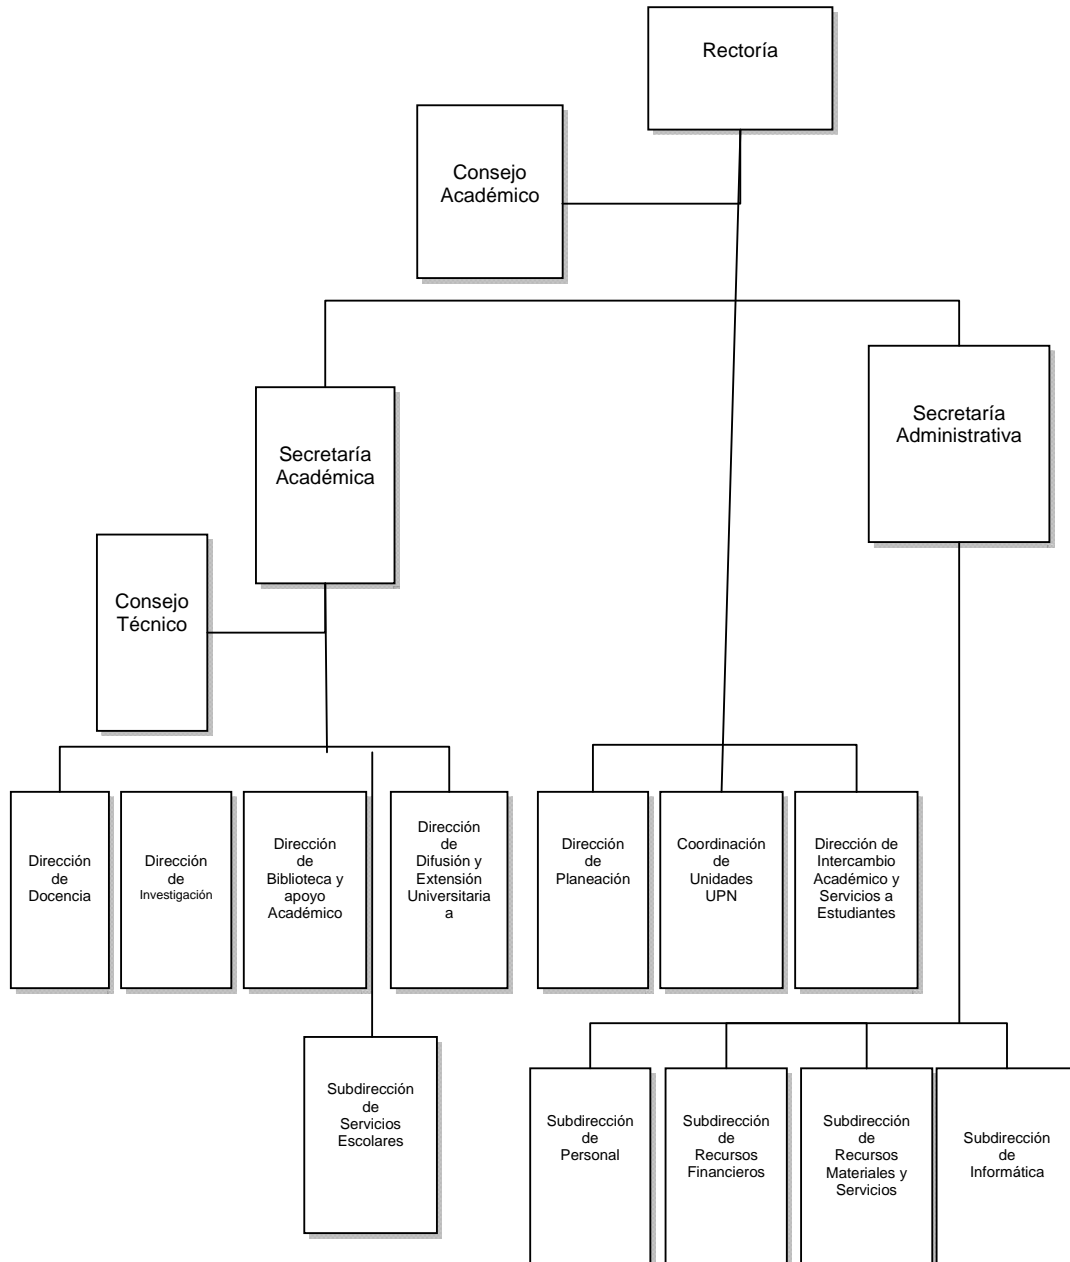 Rectoría
Consejo
Académico
Secretaría
Administrativa
Secretaría
Académica
Consejo
Técnico
Dirección
de
Docencia
Dirección
de
Investigación
Dirección
de
Biblioteca y
apoyo
Académico
Dirección
de
Difusión y
Extensión
Universitaria
a
Dirección
de
Planeación
Coordinación
de
Unidades
UPN
Dirección de
Intercambio
Académico y
Servicios a
Estudiantes
Subdirección
de
Servicios
Escolares
Subdirección
de
Personal
Subdirección
de
Recursos
Financieros
Subdirección
de
Recursos
Materiales y
Servicios
Subdirección
de
Informática